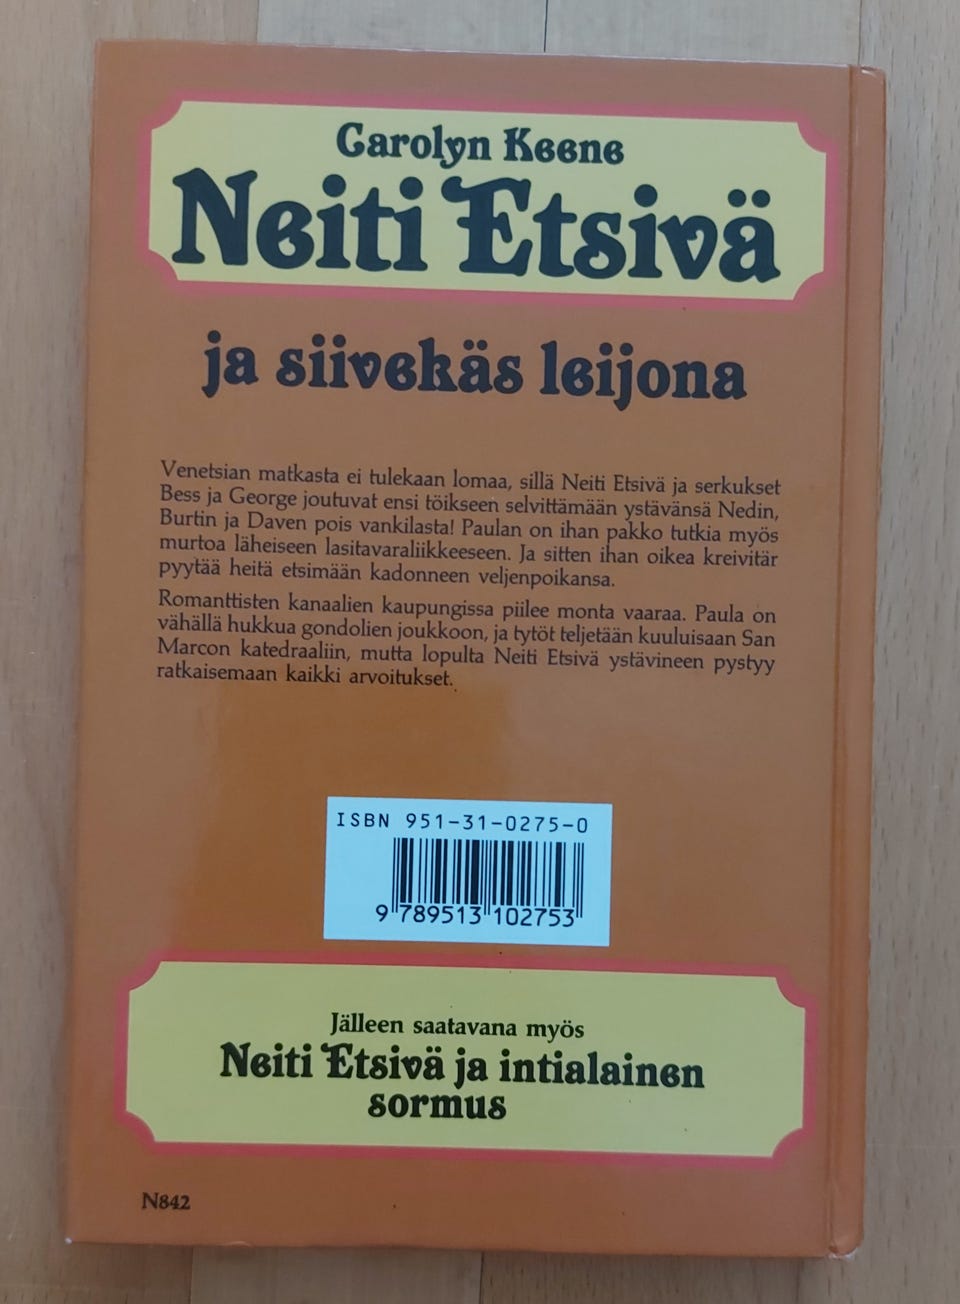 Carolyn Keene
Neiti Etsivä
ja siivekäs leijona
Venetsian matkasta ei tulekaan lomaa, sillä Neiti Etsivä ja serkukset
Bess ja George joutuvat ensi töikseen selvittämään ystävänsä Nedin,
Burtin ja Daven pois vankilasta! Paulan on ihan pakko tutkia myös
murtoa läheiseen lasitavaraliikkeeseen. Ja sitten ihan oikea kreivitär
pyytää heitä etsimään kadonneen veljenpoikansa.
Romanttisten kanaalien kaupungissa piilee monta vaaraa. Paula on
vähällä hukkua gondolien joukkoon, ja tytöt teljetään kuuluisaan San
Marcon katedraaliin, mutta lopulta Neiti Etsivä ystävineen pystyy
ratkaisemaan kaikki arvoitukset.
ISBN 951-31-0275-0
9 789513 102753
Jälleen saatavana myös
Neiti Etsivä ja intialainen
sormus
N842